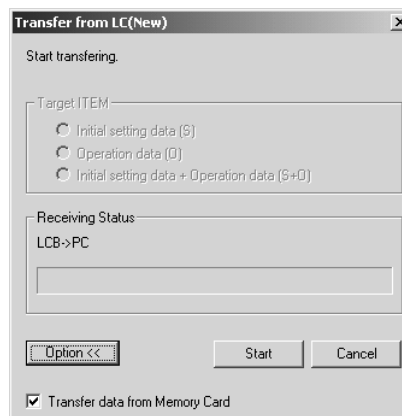 Transfer from LC(New)
Start transfering.
Target ITEM
Initial setting data (S)
Operation data (O)
Initial setting data + Operation data (S+O)
Receiving Status
LCB->PC
Option <<
Start
Cancel
Transfer data from Memory Card